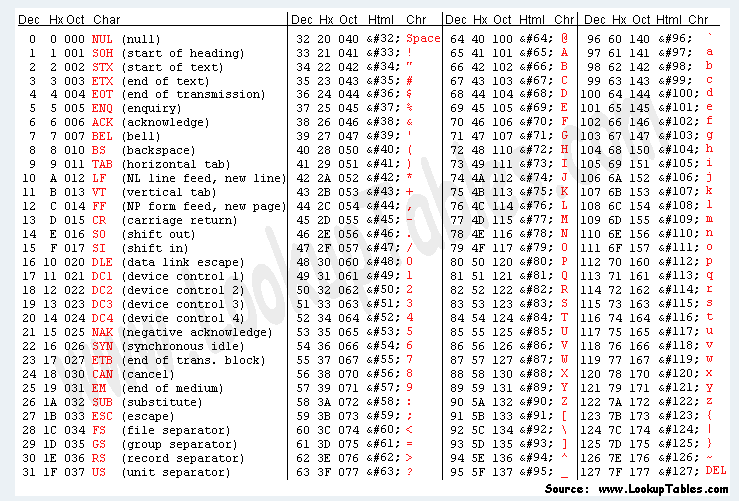 Dec Hx Oct Char Dec Hx Oct Html Chr Dec Hx Oct Html Chr Dec Hx Oct Html Chr
0 0 000 NUL (null) 32 20 040 &#32; Space 64 40 100 &#64; @ 96 60 140 &#96; `
1 1 001 SOH (start of heading) 33 21 041 &#33; ! 65 41 101 &#65; A 97 61 141 &#97; a
2 2 002 STX (start of text) 34 22 042 &#34; " 66 42 102 &#66; B 98 62 142 &#98; b
3 3 003 ETX (end of text) 35 23 043 &#35; # 67 43 103 &#67; C 99 63 143 &#99; c
4 4 004 EOT (end of transmission) 36 24 044 &#36; $ 68 44 104 &#68; D 100 64 144 &#100; d
5 5 005 ENQ (enquiry) 37 25 045 &#37; % 69 45 105 &#69; E 101 65 145 &#101; e
6 6 006 ACK (acknowledge) 38 26 046 &#38; & 70 46 106 &#70; F 102 66 146 &#102; f
7 7 007 BEL (bell) 39 27 047 &#39; ' 71 47 107 &#71; G 103 67 147 &#103; g
8 8 010 BS (backspace) 40 28 050 &#40; ( 72 48 110 &#72; H 104 68 150 &#104; h
9 9 011 TAB (horizontal tab) 41 29 051 &#41; ) 73 49 111 &#73; I 105 69 151 &#105; i
10 A 012 LF (NL line feed, new line) 42 2A 052 &#42; * 74 4A 112 &#74; J 106 6A 152 &#106; j
11 B 013 VT (vertical tab) 43 2B 053 &#43; + 75 4B 113 &#75; K 107 6B 153 &#107; k
12 C 014 FF (NP form feed, new page) 44 2C 054 &#44; , 76 4C 114 &#76; L 108 6C 154 &#108; l
13 D 015 CR (carriage return) 45 2D 055 &#45; - 77 4D 115 &#77; M 109 6D 155 &#109; m
14 E 016 SO (shift out) 46 2E 056 &#46; . 78 4E 116 &#78; N 110 6E 156 &#110; n
15 F 017 SI (shift in) 47 2F 057 &#47; / 79 4F 117 &#79; O 111 6F 157 &#111; o
16 10 020 DLE (data link escape) 48 30 060 &#48; 0 80 50 120 &#80; P 112 70 160 &#112; p
17 11 021 DC1 (device control 1) 49 31 061 &#49; 1 81 51 121 &#81; Q 113 71 161 &#113; q
18 12 022 DC2 (device control 2) 50 32 062 &#50; 2 82 52 122 &#82; R 114 72 162 &#114; r
19 13 023 DC3 (device control 3) 51 33 063 &#51; 3 83 53 123 &#83; S 115 73 163 &#115; s
20 14 024 DC4 (device control 4) 52 34 064 &#52; 4 84 54 124 &#84; T 116 74 164 &#116; t
21 15 025 NAK (negative acknowledge) 53 35 065 &#53; 5 85 55 125 &#85; U 117 75 165 &#117; u
22 16 026 SYN (synchronous idle) 54 36 066 &#54; 6 86 56 126 &#86; V 118 76 166 &#118; v
23 17 027 ETB (end of trans. block) 55 37 067 &#55; 7 87 57 127 &#87; W 119 77 167 &#119; w
24 18 030 CAN (cancel) 56 38 070 &#56; 8 88 58 130 &#88; X 120 78 170 &#120; x
25 19 031 EM (end of medium) 57 39 071 &#57; 9 89 59 131 &#89; Y 121 79 171 &#121; y
26 1A 032 SUB (substitute) 58 3A 072 &#58; : 90 5A 132 &#90; Z 122 7A 172 &#122; z
27 1B 033 ESC (escape) 59 3B 073 &#59; ; 91 5B 133 &#91; [ 123 7B 173 &#123; {
28 1C 034 FS (file separator) 60 3C 074 &#60; < 92 5C 134 &#92; \ 124 7C 174 &#124; |
29 1D 035 GS (group separator) 61 3D 075 &#61; = 93 5D 135 &#93; ] 125 7D 175 &#125; }
30 1E 036 RS (record separator) 62 3E 076 &#62; > 94 5E 136 &#94; ^ 126 7E 176 &#126; ~
31 1F 037 US (unit separator) 63 3F 077 &#63; ? 95 5F 137 &#95; _ 127 7F 177 &#127; DEL
Source: www.LookupTables.com
www.LookupTables.com